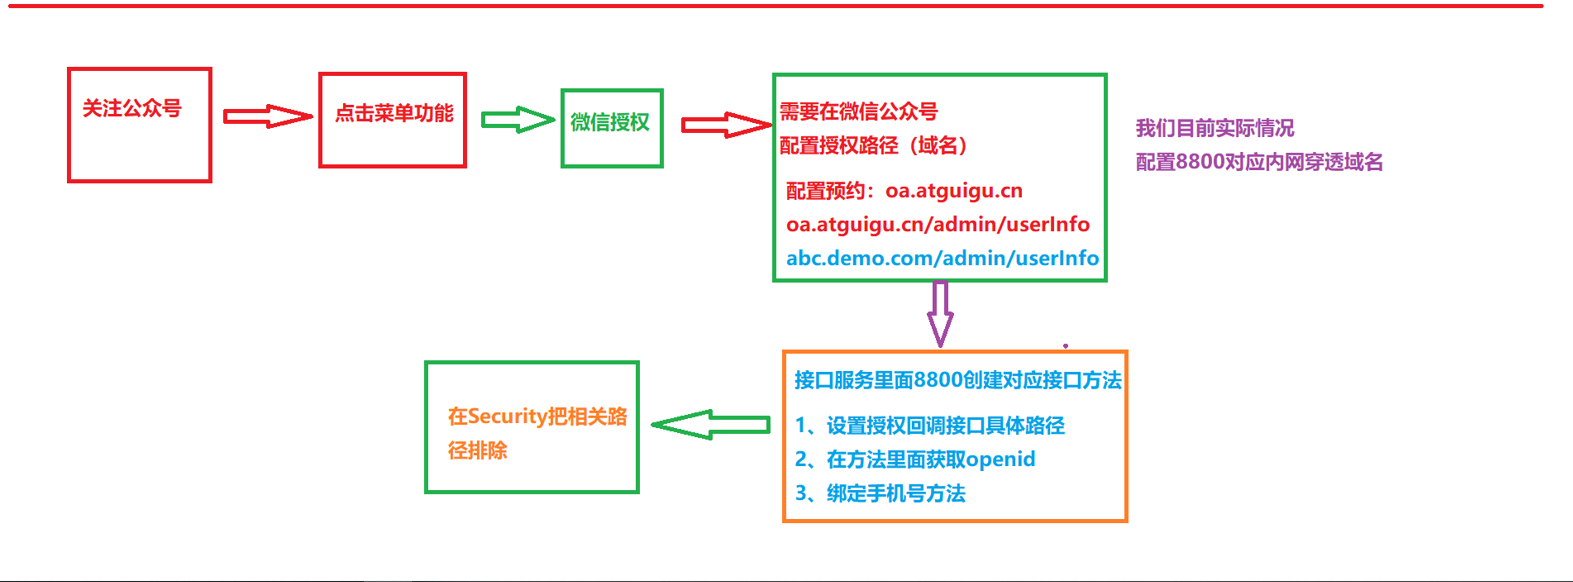 关注公众号
点击菜单功能
微信授权
需要在微信公众号
配置授权路径（域名）
配置预约：oa.atguigu.cn
oa.atguigu.cn/admin/userInfo
abc.demo.com/admin/userInfo
我们目前实际情况
配置8800对应内网穿透域名
接口服务里面8800创建对应接口方法
1、设置授权回调接口具体路径
2、在方法里面获取openid
3、绑定手机号方法
在Security把相关路
径排除